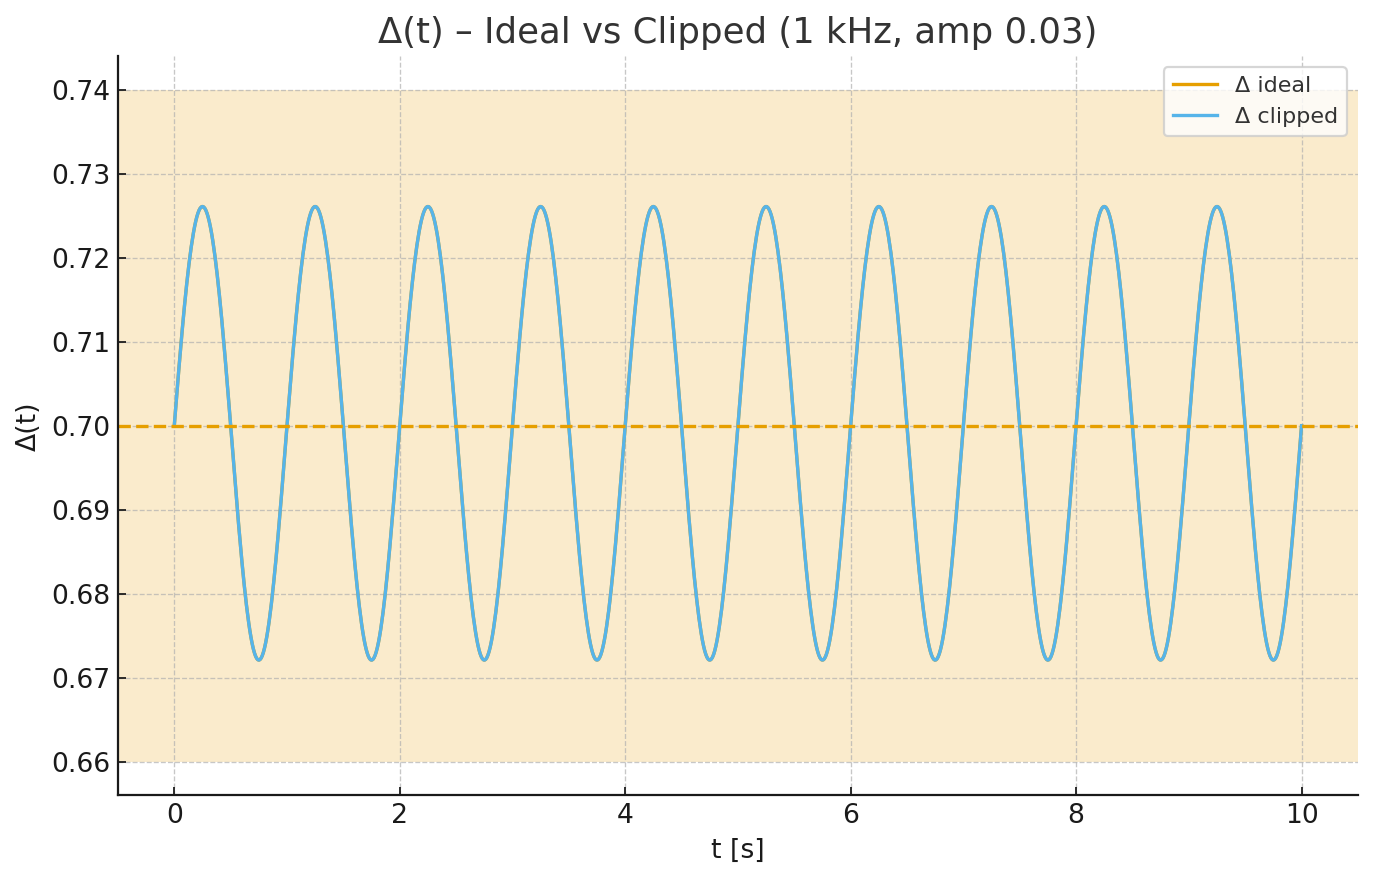 Δ(t) – Ideal vs Clipped (1 kHz, amp 0.03)
Δ ideal
Δ clipped
0.74
0.73
0.72
0.71
0.70
0.69
0.68
0.67
0.66
Δ(t)
0 2 4 6 8 10
t [s]